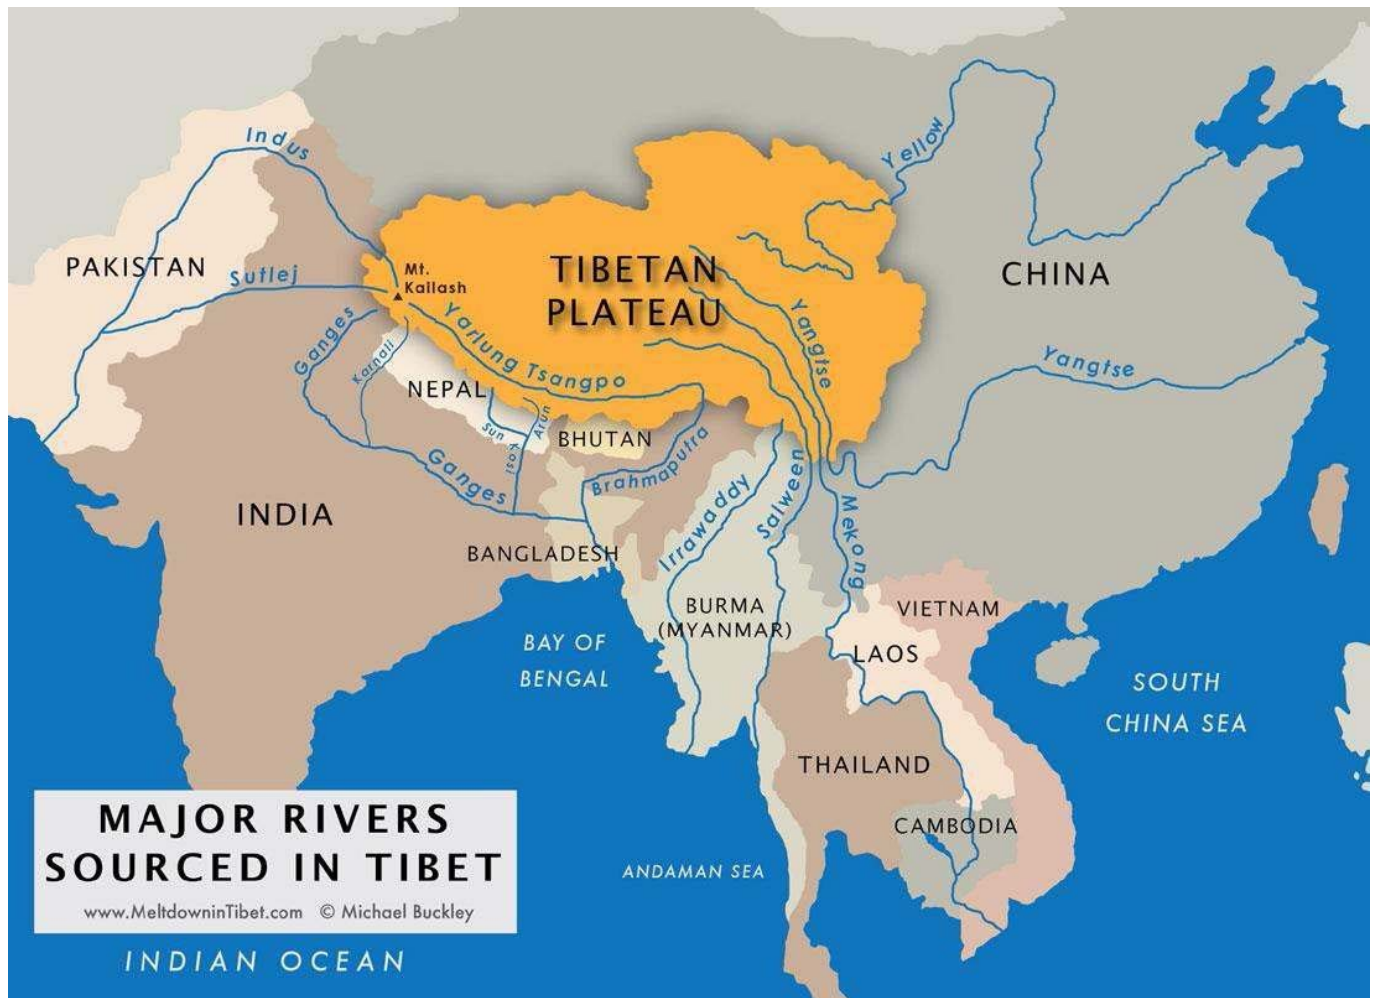 Indus
Yellow
PAKISTAN
Sutlej
Mt.
Kailash
TIBETAN
PLATEAU
CHINA
Ganges
Karnali
Yarlung Tsangpo
Yangtse
Yangtse
NEPAL
Sun Kosi
Arun
BHUTAN
Ganges
Brahmaputra
Irrawaddy
Salween
Mekong
INDIA
BANGLADESH
BURMA
(MYANMAR)
VIETNAM
LAOS
BAY OF
BENGAL
SOUTH
CHINA SEA
THAILAND
CAMBODIA
ANDAMAN SEA
MAJOR RIVERS
SOURCED IN TIBET
www.MeltdowninTibet.com © Michael Buckley
INDIAN OCEAN